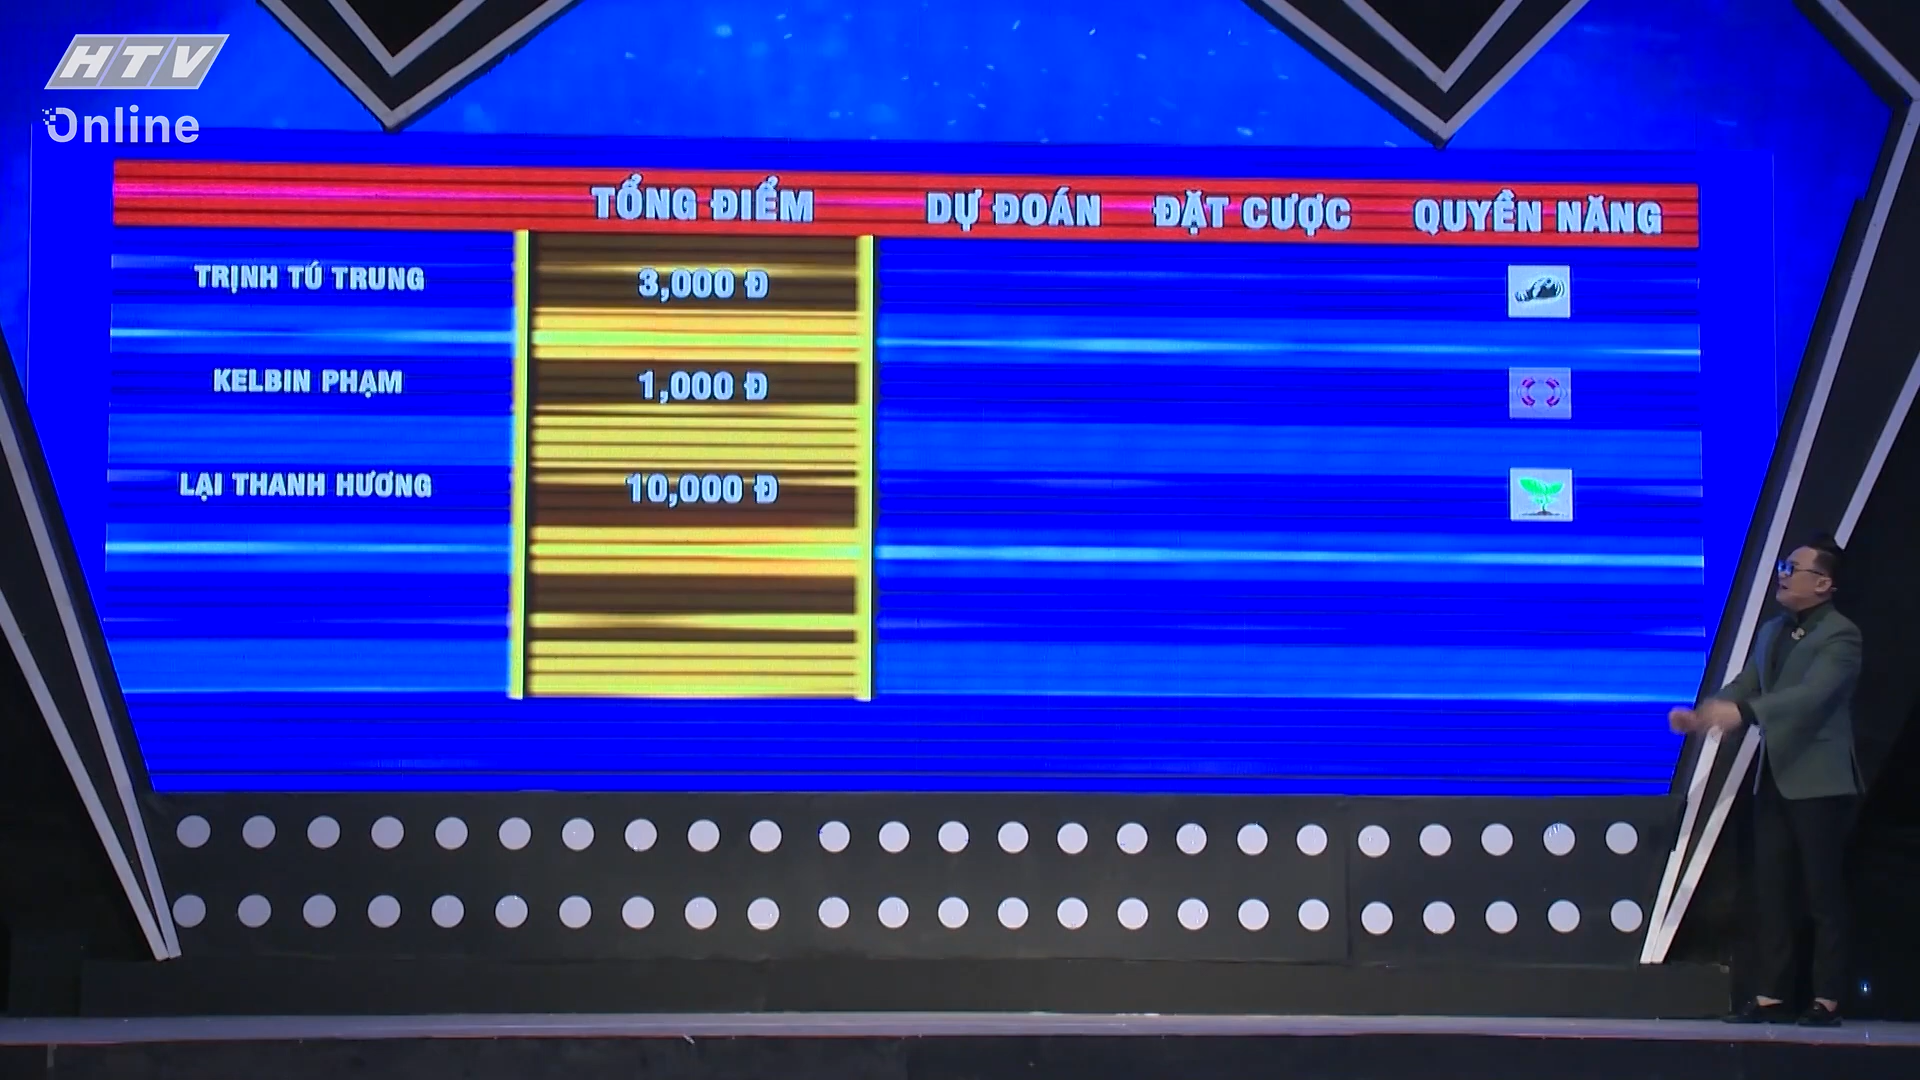 HTV
Online
TỔNG ĐIỂM DỰ ĐOÁN ĐẶT CƯỢC QUYỀN NĂNG
TRỊNH TÚ TRUNG 3,000 Đ
KELBIN PHẠM 1,000 Đ
LẠI THANH HƯƠNG 10,000 Đ